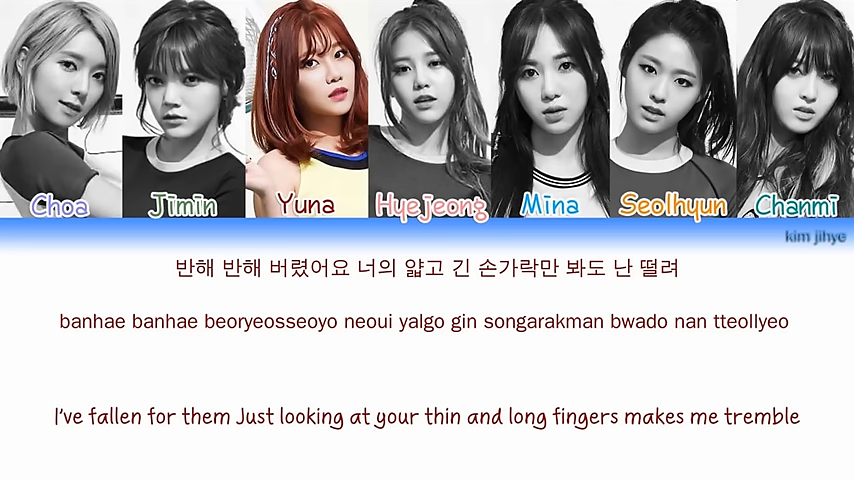 Choa Jimin Yuna Hyejeong Mina Seolhyun Chanmi
kim jihye
반해 반해 버렸어요 너의 얇고 긴 손가락만 봐도 난 떨려
banhae banhae beoryeosseoyo neoui yalgo gin songarakman bwado nan tteollyeo
I've fallen for them Just looking at your thin and long fingers makes me tremble